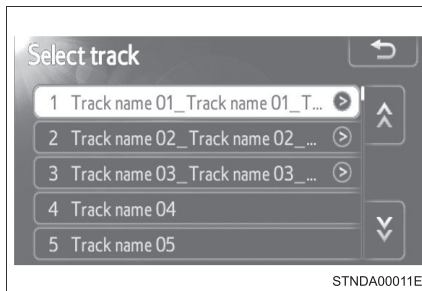 Select track
1 Track name 01_Track name 01_T...
2 Track name 02_Track name 02_...
3 Track name 03_Track name 03_...
4 Track name 04
5 Track name 05
STNDA00011E